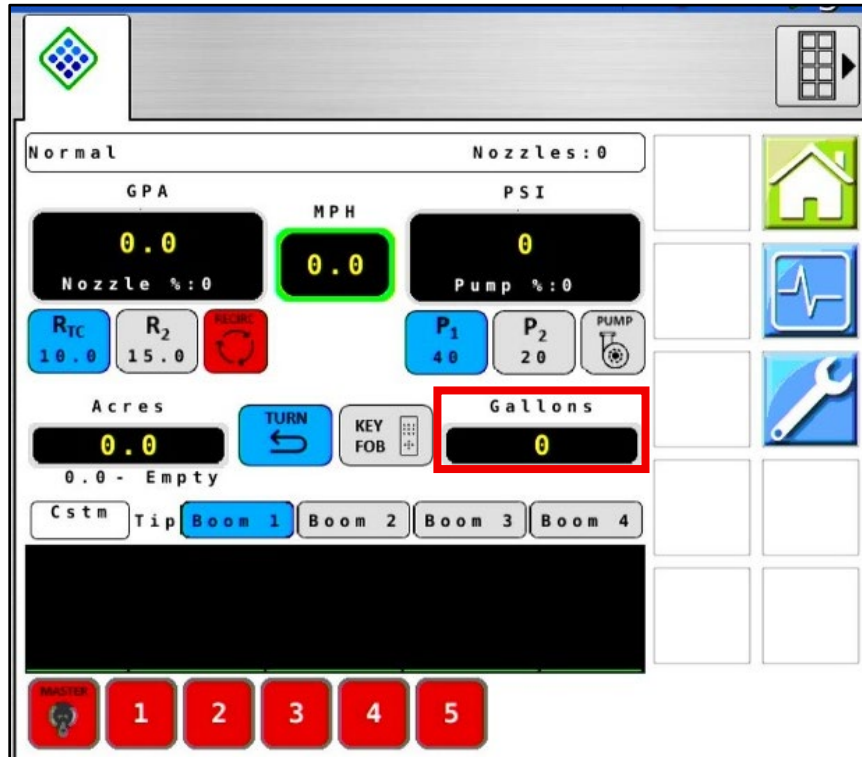 Normal Nozzles:0
GPA MPH PSI
0.0 0.0 0
Nozzle %:0 Pump %:0
RTC R2 RECIRC P1 P2 PUMP
10.0 15.0 40 20
Acres TURN KEY FOB Gallons
0.0 0
0.0- Empty
Cstm Tip Boom 1 Boom 2 Boom 3 Boom 4
MASTER 1 2 3 4 5